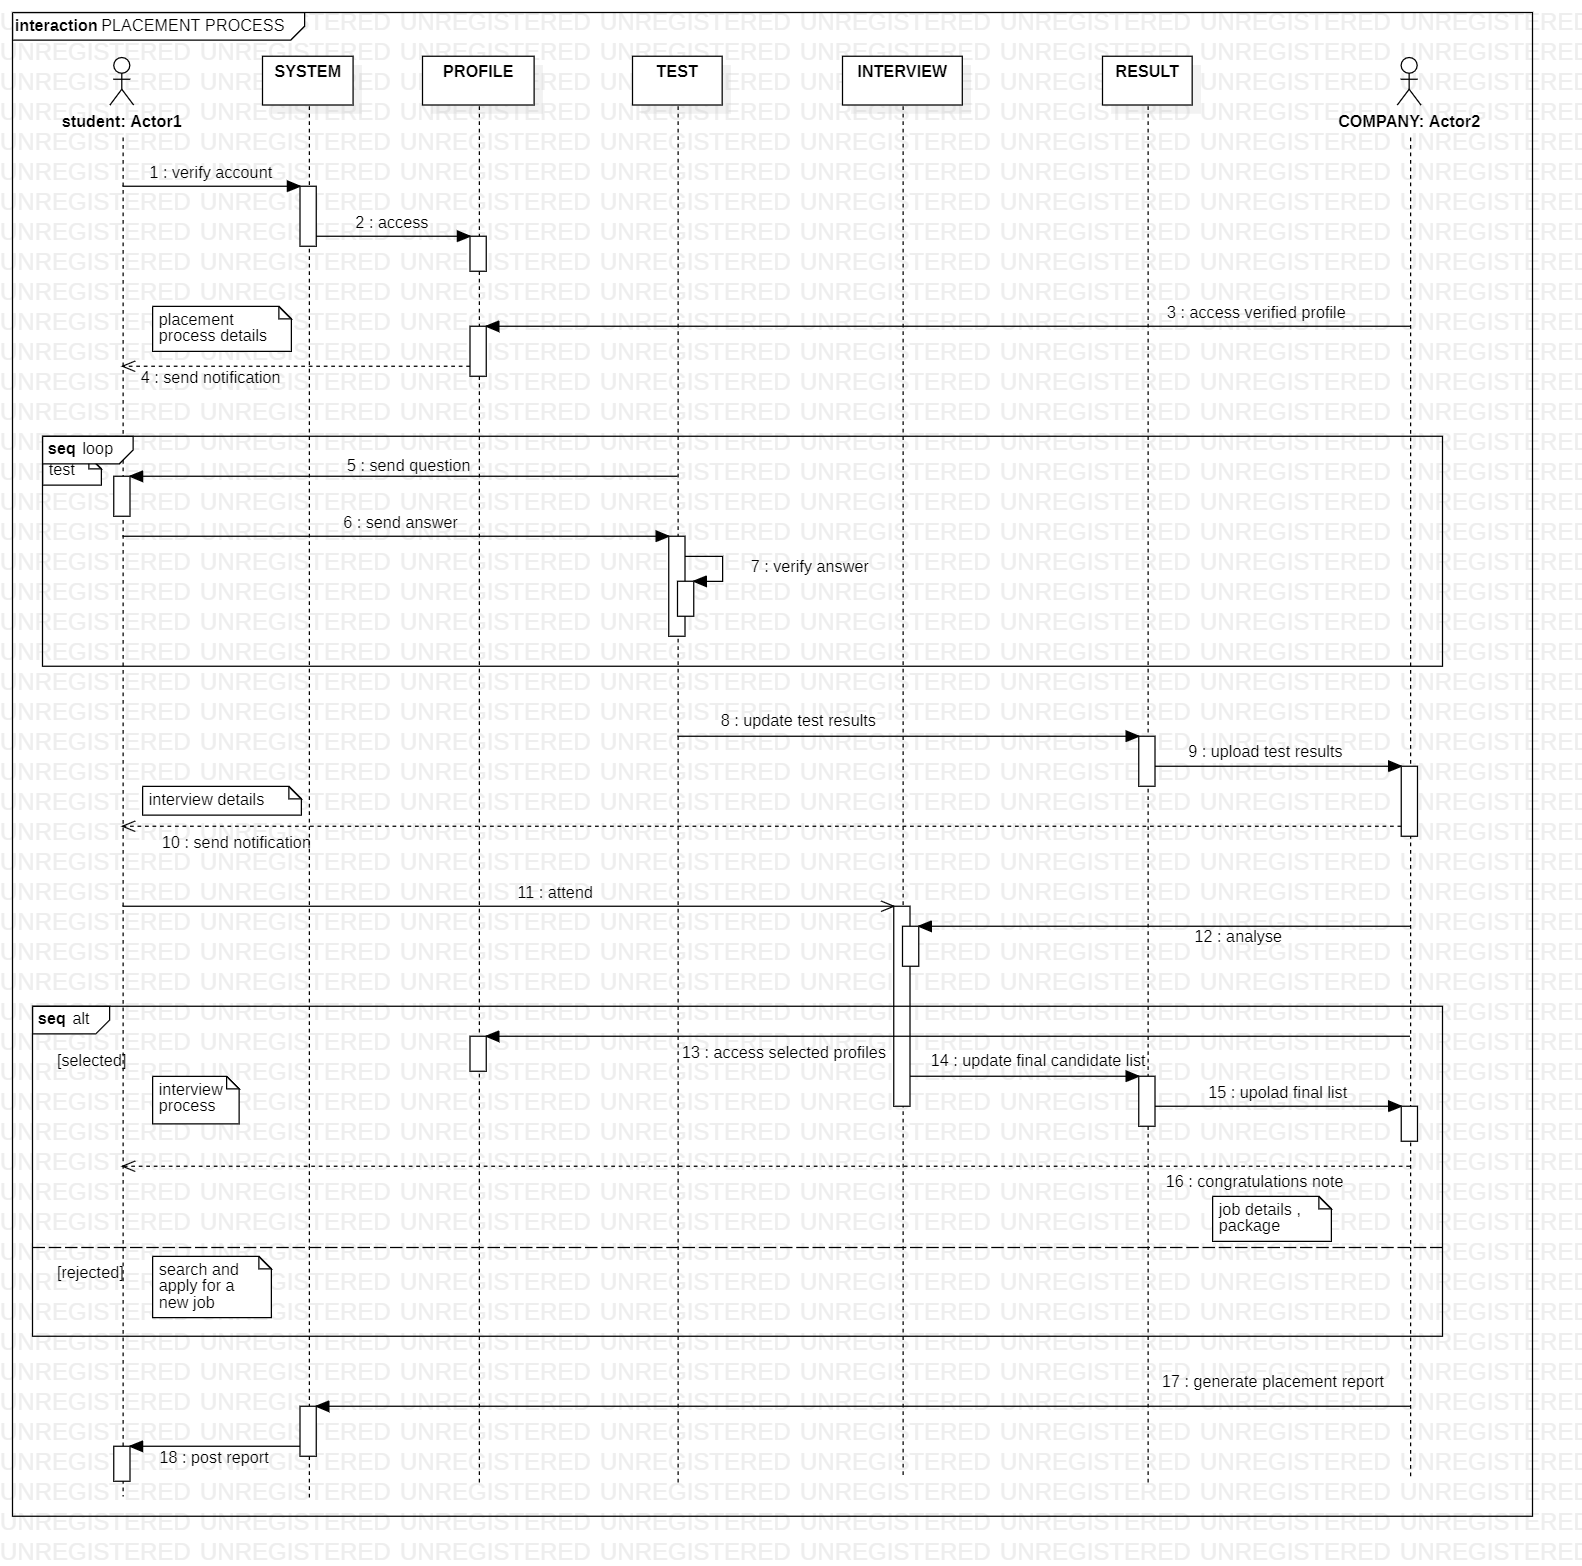 interaction PLACEMENT PROCESS
SYSTEM
PROFILE
TEST
INTERVIEW
RESULT
student: Actor1
COMPANY: Actor2
1 : verify account
2 : access
3 : access verified profile
placement
process details
4 : send notification
seq loop
test
5 : send question
6 : send answer
7 : verify answer
8 : update test results
9 : upload test results
interview details
10 : send notification
11 : attend
12 : analyse
seq alt
[selected]
13 : access selected profiles
14 : update final candidate list
interview
process
15 : upolad final list
16 : congratulations note
job details ,
package
[rejected]
search and
apply for a
new job
17 : generate placement report
18 : post report
UNREGISTERED